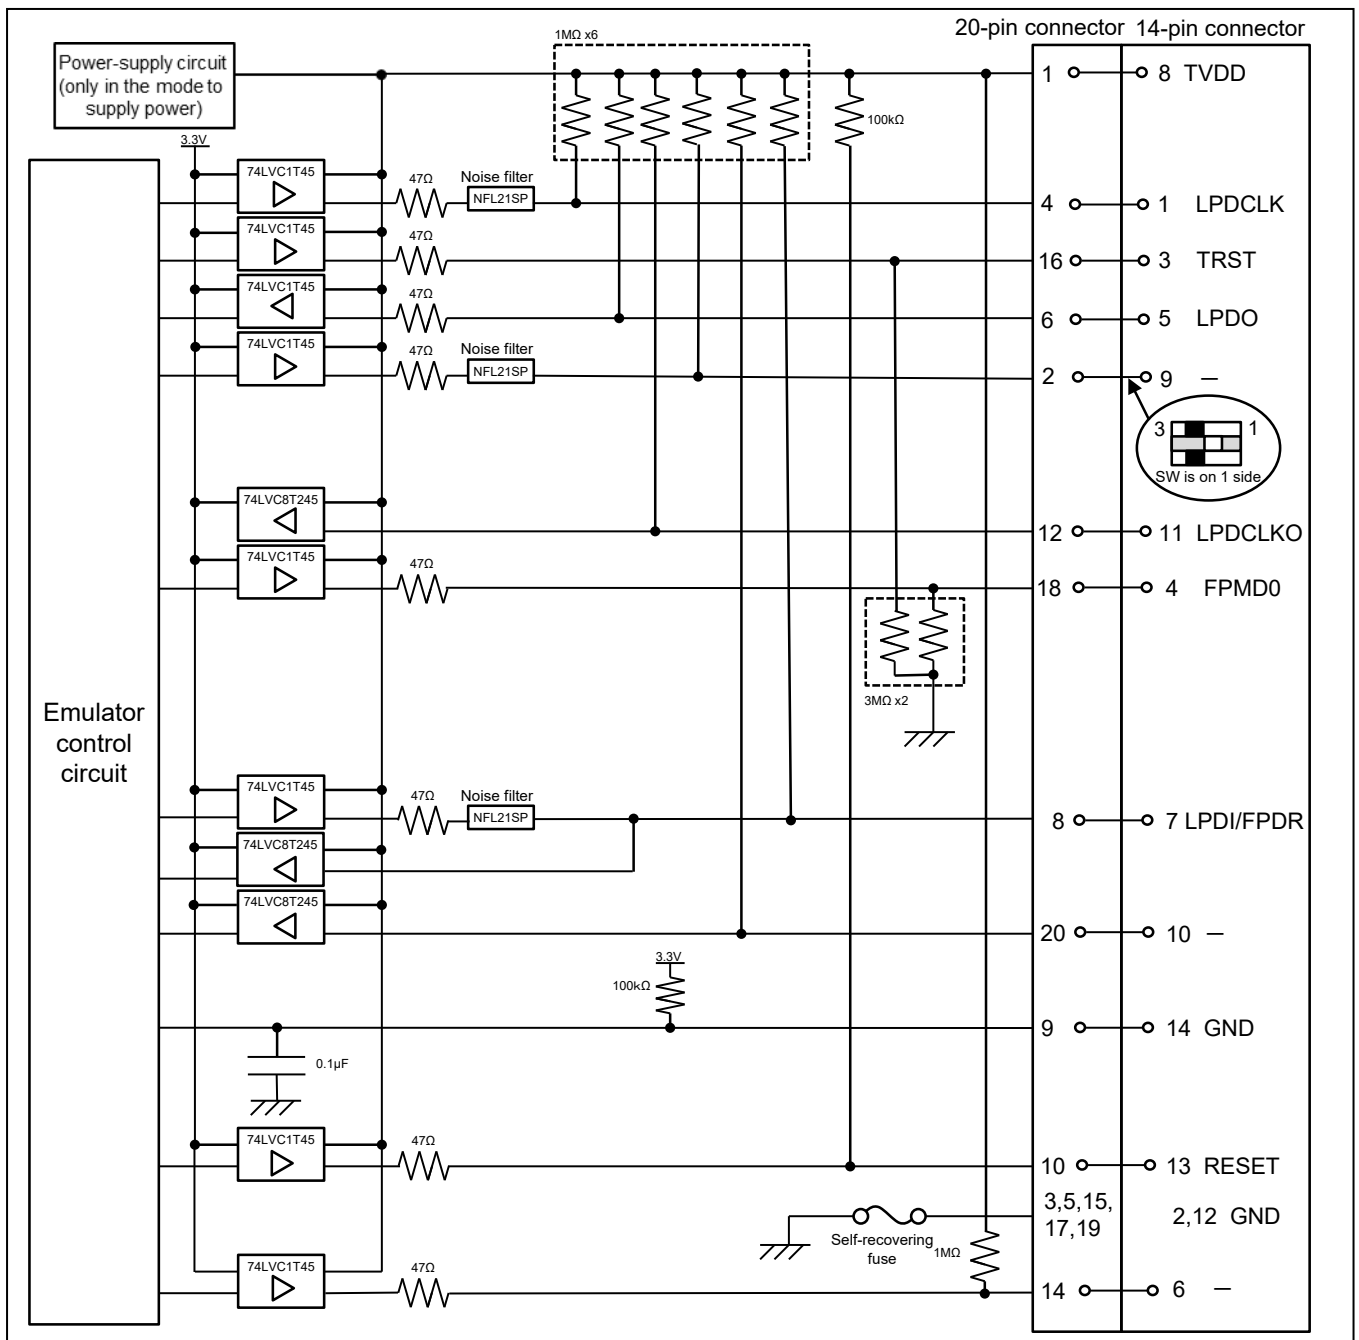 20-pin connector 14-pin connector
1MΩ x6
Power-supply circuit
(only in the mode to
supply power)
1 8 TVDD
100kΩ
3.3V
74LVC1T45
47Ω
Noise filter
NFL21SP
4 1 LPDCLK
74LVC1T45
47Ω
16 3 TRST
74LVC1T45
47Ω
6 5 LPDO
74LVC1T45
47Ω
Noise filter
NFL21SP
2 9 —
3 1
SW is on 1 side
74LVC8T245
12 11 LPDCLKO
74LVC1T45
47Ω
18 4 FPMD0
3MΩ x2
Emulator
control
circuit
74LVC1T45
47Ω
Noise filter
NFL21SP
8 7 LPDI/FPDR
74LVC8T245
74LVC8T245
20 10 —
3.3V
100kΩ
9 14 GND
0.1µF
74LVC1T45
47Ω
10 13 RESET
3,5,15,
17,19
2,12 GND
Self-recovering
fuse
1MΩ
74LVC1T45
47Ω
14 6 —